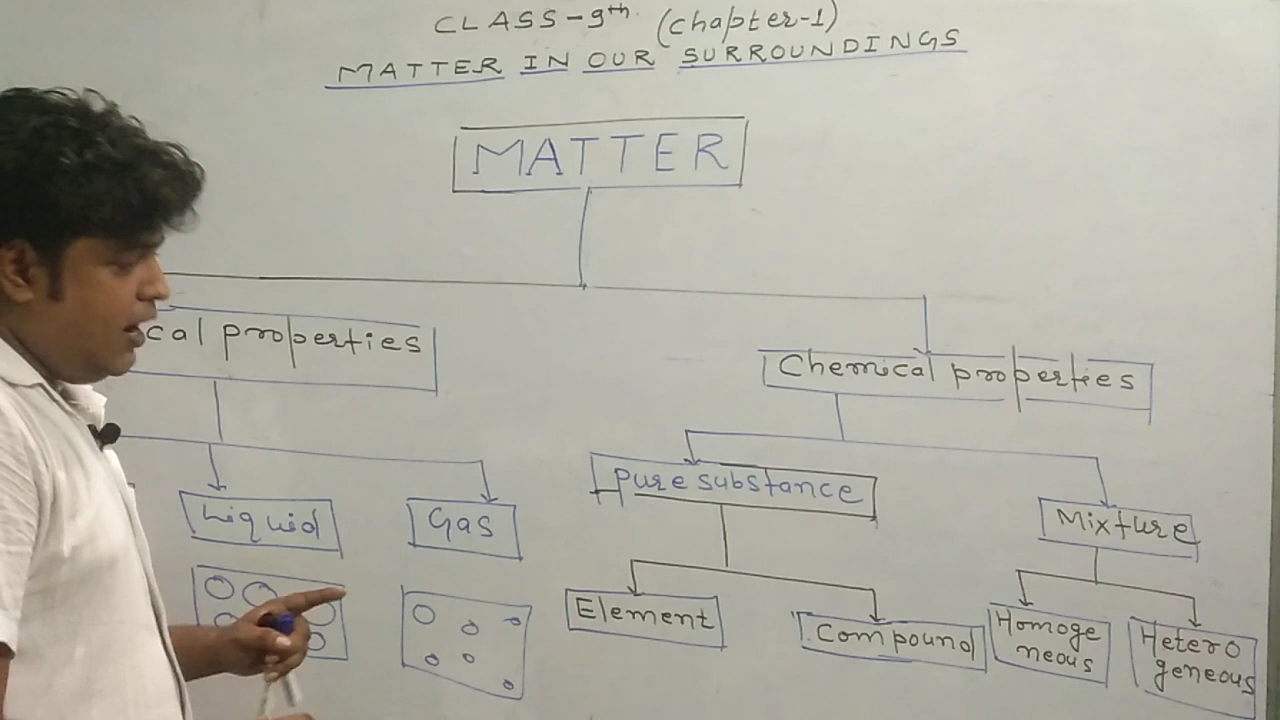 CLASS-9th (chapter-1)
MATTER IN OUR SURROUNDINGS
MATTER
cal properties
Chemical properties
Liquid
Gas
Pure substance
Mixture
Element
Compound
Homoge
neous
Hetero
geneous